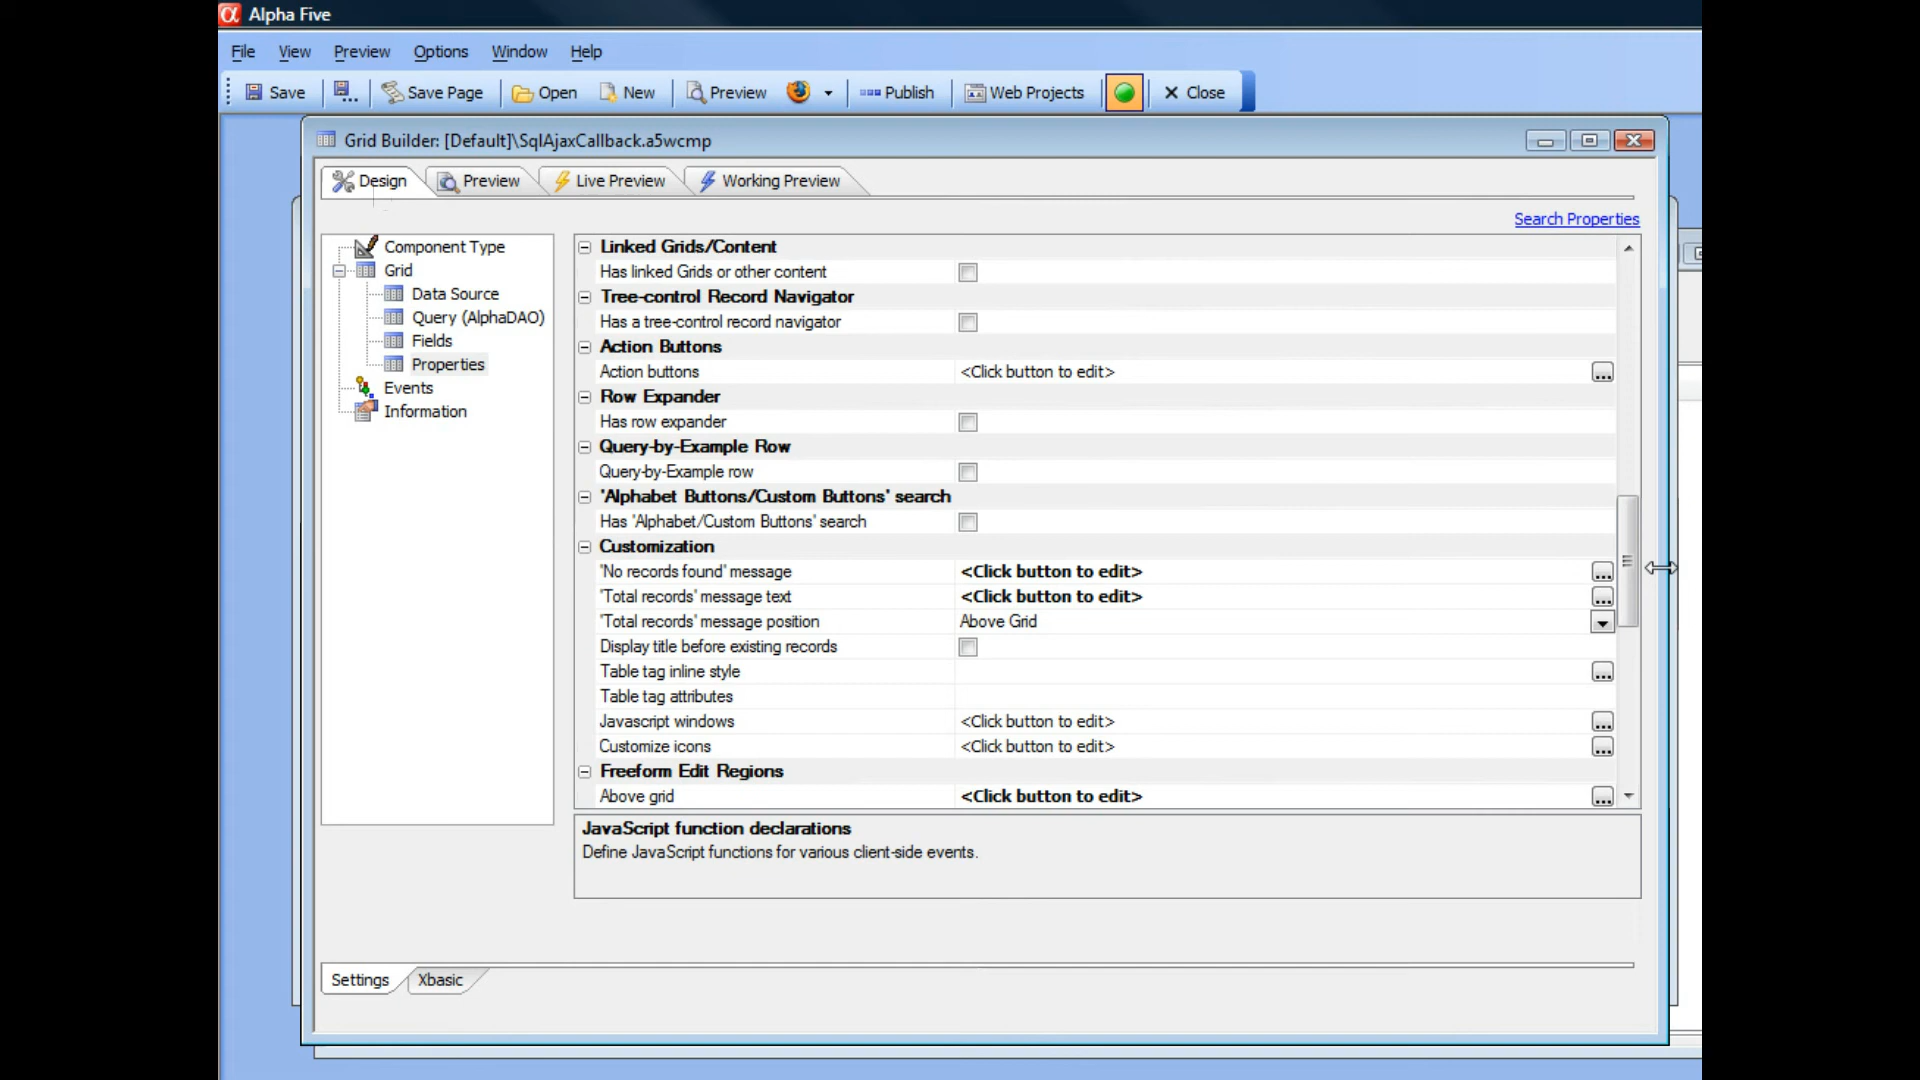 Alpha Five
File View Preview Options Window Help
Save Save Page Open New Preview Publish Web Projects Close
Grid Builder: [Default]\SqlAjaxCallback.a5wcmp
Design Preview Live Preview Working Preview
Search Properties
Component Type
Grid
Data Source
Query (AlphaDAO)
Fields
Properties
Events
Information
Linked Grids/Content
Has linked Grids or other content
Tree-control Record Navigator
Has a tree-control record navigator
Action Buttons
Action buttons <Click button to edit>
Row Expander
Has row expander
Query-by-Example Row
Query-by-Example row
'Alphabet Buttons/Custom Buttons' search
Has 'Alphabet/Custom Buttons' search
Customization
'No records found' message <Click button to edit>
'Total records' message text <Click button to edit>
'Total records' message position Above Grid
Display title before existing records
Table tag inline style
Table tag attributes
Javascript windows <Click button to edit>
Customize icons <Click button to edit>
Freeform Edit Regions
Above grid <Click button to edit>
JavaScript function declarations
Define JavaScript functions for various client-side events.
Settings Xbasic